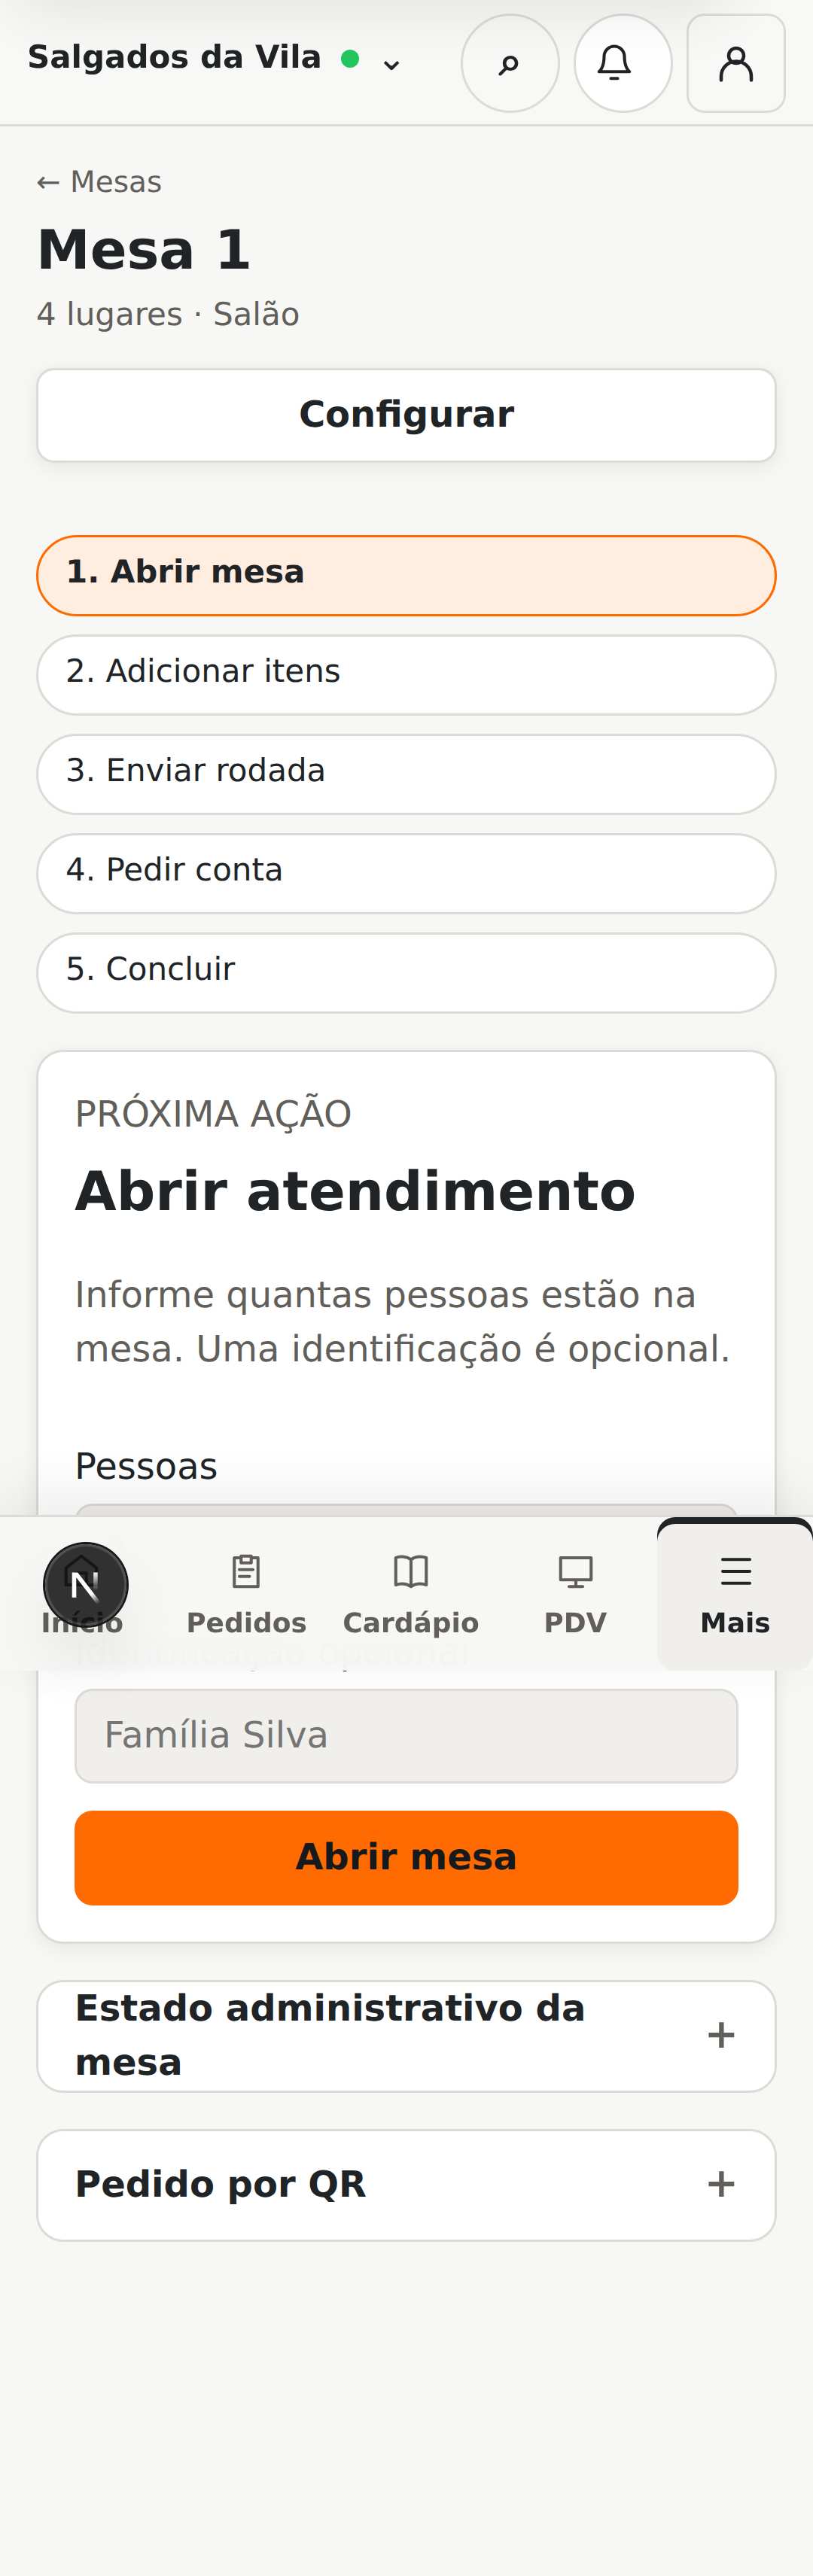 Salgados da Vila
← Mesas
Mesa 1
4 lugares · Salão
Configurar
1. Abrir mesa
2. Adicionar itens
3. Enviar rodada
4. Pedir conta
5. Concluir
PRÓXIMA AÇÃO
Abrir atendimento
Informe quantas pessoas estão na
mesa. Uma identificação é opcional.
Pessoas
N
Início Pedidos Cardápio PDV Mais
Família Silva
Abrir mesa
Estado administrativo da
mesa
+
Pedido por QR +